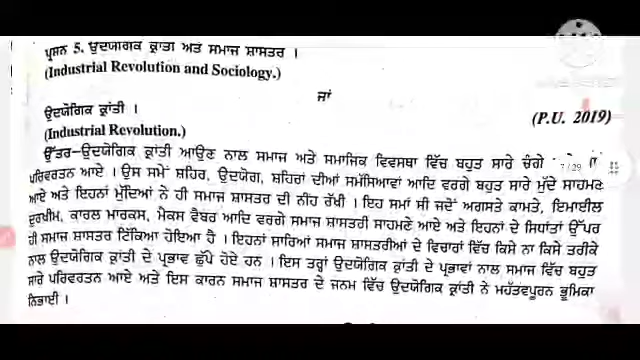 ਪ੍ਰਸ਼ਨ 5. ਉਦਯੋਗਿਕ ਕ੍ਰਾਂਤੀ ਅਤੇ ਸਮਾਜ ਸ਼ਾਸਤਰ ।
(Industrial Revolution and Sociology.)
ਜਾਂ
ਉਦਯੋਗਿਕ ਕ੍ਰਾਂਤੀ ।
(P.U. 2019)
(Industrial Revolution.)
ਉੱਤਰ–ਉਦਯੋਗਿਕ ਕ੍ਰਾਂਤੀ ਆਉਣ ਨਾਲ ਸਮਾਜ ਅਤੇ ਸਮਾਜਿਕ ਵਿਵਸਥਾ ਵਿੱਚ ਬਹੁਤ ਸਾਰੇ ਚੰਗੇ
7/29
ਪਰਿਵਰਤਨ ਆਏ । ਉਸ ਸਮੇਂ ਸ਼ਹਿਰ, ਉਦਯੋਗ, ਸ਼ਹਿਰਾਂ ਦੀਆਂ ਸਮੱਸਿਆਵਾਂ ਆਦਿ ਵਰਗੇ ਬਹੁਤ ਸਾਰੇ ਮੁੱਦੇ ਸਾਹਮਣੇ
ਆਏ ਅਤੇ ਇਹਨਾਂ ਮੁੱਦਿਆਂ ਨੇ ਹੀ ਸਮਾਜ ਸ਼ਾਸਤਰ ਦੀ ਨੀਂਹ ਰੱਖੀ । ਇਹ ਸਮਾਂ ਸੀ ਜਦੋਂ ਅਗਸਤੇ ਕਾਮਤੇ, ਇਮਾਈਲ
ਦੁਰਖੀਮ, ਕਾਰਲ ਮਾਰਕਸ, ਮੈਕਸ ਵੈਬਰ ਆਦਿ ਵਰਗੇ ਸਮਾਜ ਸ਼ਾਸਤਰੀ ਸਾਹਮਣੇ ਆਏ ਅਤੇ ਇਹਨਾਂ ਦੇ ਸਿਧਾਂਤਾਂ ਉੱਪਰ
ਹੀ ਸਮਾਜ ਸ਼ਾਸਤਰ ਟਿੱਕਿਆ ਹੋਇਆ ਹੈ । ਇਹਨਾਂ ਸਾਰਿਆਂ ਸਮਾਜ ਸ਼ਾਸਤਰੀਆਂ ਦੇ ਵਿਚਾਰਾਂ ਵਿੱਚ ਕਿਸੇ ਨਾ ਕਿਸੇ ਤਰੀਕੇ
ਨਾਲ ਉਦਯੋਗਿਕ ਕ੍ਰਾਂਤੀ ਦੇ ਪ੍ਰਭਾਵ ਛੁੱਪੇ ਹੋਏ ਹਨ । ਇਸ ਤਰ੍ਹਾਂ ਉਦਯੋਗਿਕ ਕ੍ਰਾਂਤੀ ਦੇ ਪ੍ਰਭਾਵਾਂ ਨਾਲ ਸਮਾਜ ਵਿੱਚ ਬਹੁਤ
ਸਾਰੇ ਪਰਿਵਰਤਨ ਆਏ ਅਤੇ ਇਸ ਕਾਰਨ ਸਮਾਜ ਸ਼ਾਸਤਰ ਦੇ ਜਨਮ ਵਿੱਚ ਉਦਯੋਗਿਕ ਕ੍ਰਾਂਤੀ ਨੇ ਮਹੱਤਵਪੂਰਨ ਭੂਮਿਕਾ
ਨਿਭਾਈ ।